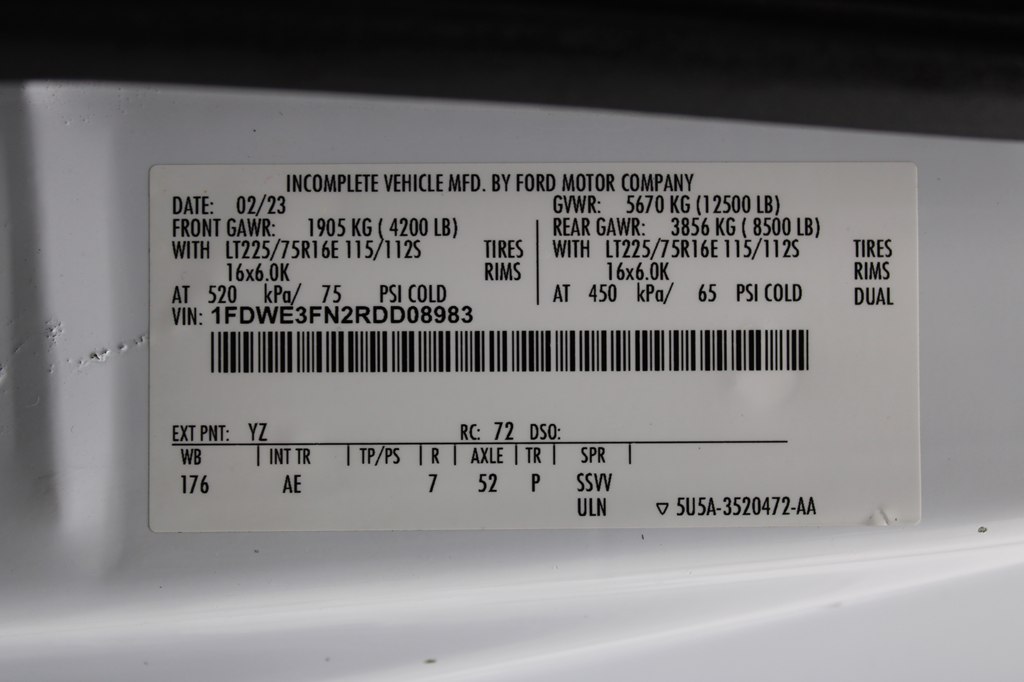 INCOMPLETE VEHICLE MFD. BY FORD MOTOR COMPANY
DATE: 02/23 GVWR: 5670 KG (12500 LB)
FRONT GAWR: 1905 KG ( 4200 LB) REAR GAWR: 3856 KG ( 8500 LB)
WITH LT225/75R16E 115/112S TIRES WITH LT225/75R16E 115/112S TIRES
16x6.0K RIMS 16x6.0K RIMS
AT 520 kPa/ 75 PSI COLD AT 450 kPa/ 65 PSI COLD DUAL
VIN: 1FDWE3FN2RDD08983
EXT PNT: YZ RC: 72 DSO:
WB | INT TR | TP/PS | R | AXLE | TR | SPR |
176 AE 7 52 P SSVV
ULN ▽ 5U5A-3520472-AA